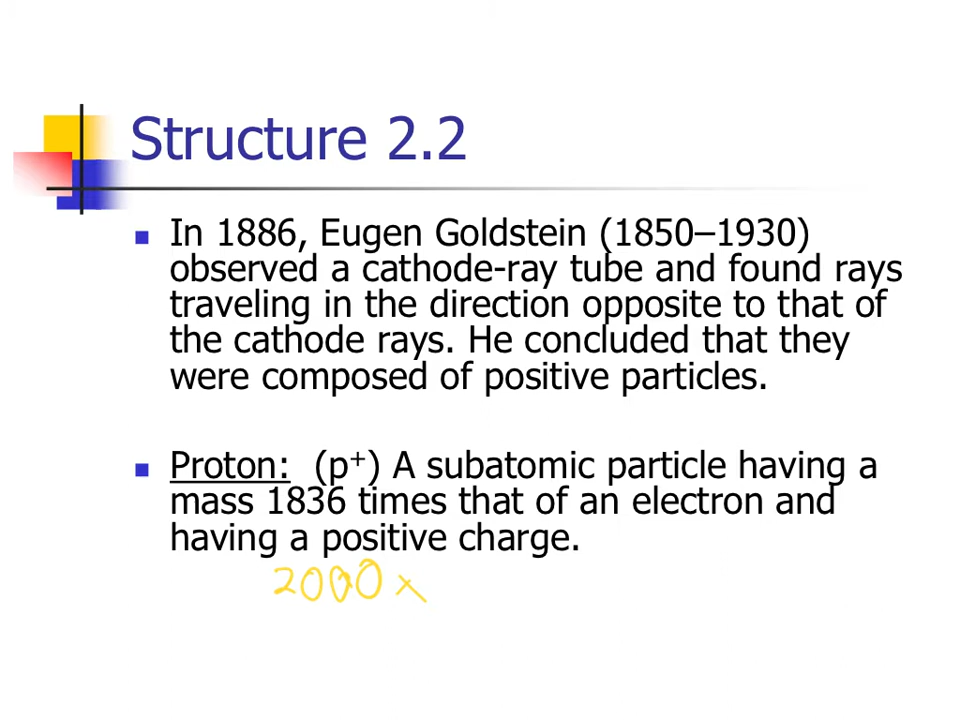 Structure 2.2
In 1886, Eugen Goldstein (1850–1930)
observed a cathode-ray tube and found rays
traveling in the direction opposite to that of
the cathode rays. He concluded that they
were composed of positive particles.
Proton: (p⁺) A subatomic particle having a
mass 1836 times that of an electron and
having a positive charge.
2000 x